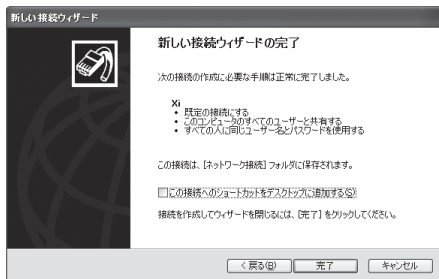 新しい接続ウィザード
新しい接続ウィザードの完了
次の接続の作成に必要な手順は正常に完了しました。
Xi
• 既定の接続にする
• このコンピュータのすべてのユーザーと共有する
• すべての人に同じユーザー名とパスワードを使用する
この接続は、[ネットワーク接続] フォルダに保存されます。
この接続へのショートカットをデスクトップに追加する(S)
接続を作成してウィザードを閉じるには、[完了] をクリックしてください。
< 戻る(B)
完了
キャンセル